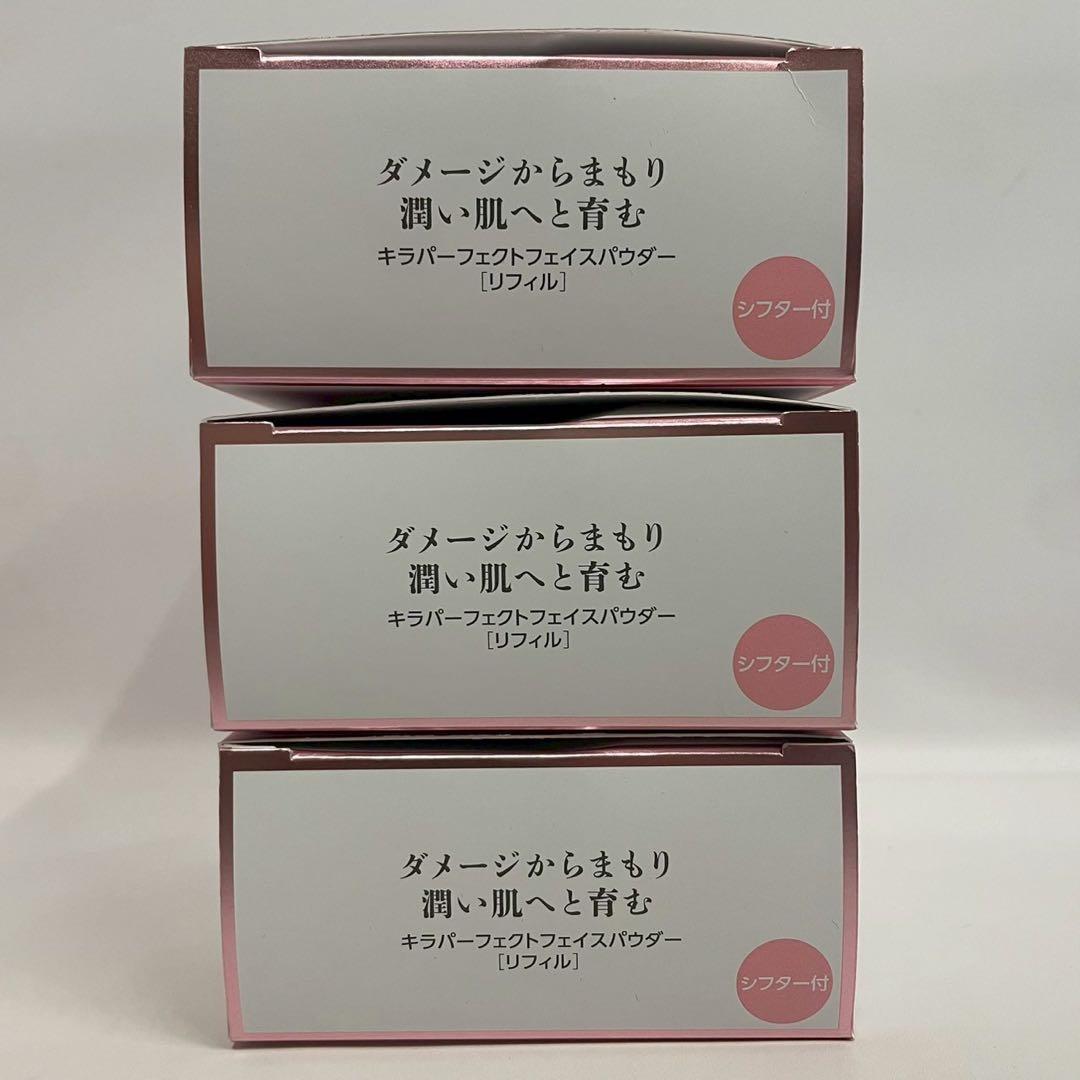 ダメージからまもり
潤い肌へと育む
キラパーフェクトフェイスパウダー
［リフィル］
シフター付
ダメージからまもり
潤い肌へと育む
キラパーフェクトフェイスパウダー
［リフィル］
シフター付
ダメージからまもり
潤い肌へと育む
キラパーフェクトフェイスパウダー
［リフィル］
シフター付